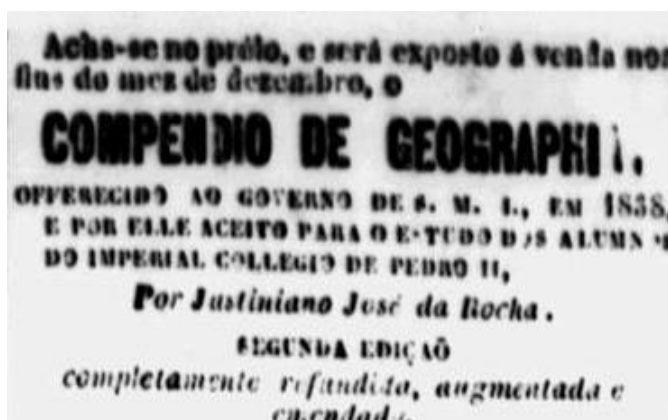 Acha-se no prélo, e será exposto á venda nos
fins do mez de dezembro, o
COMPENDIO DE GEOGRAPHIA.
OFFERECIDO AO GOVERNO DE S. M. I., EM 1838,
E POR ELLE ACEITO PARA O ESTUDO DOS ALUMN
DO IMPERIAL COLLEGIO DE PEDRO II,
Por Justiniano José da Rocha.
SEGUNDA EDIÇÃO
completamente refundida, augmentada e
emendada.